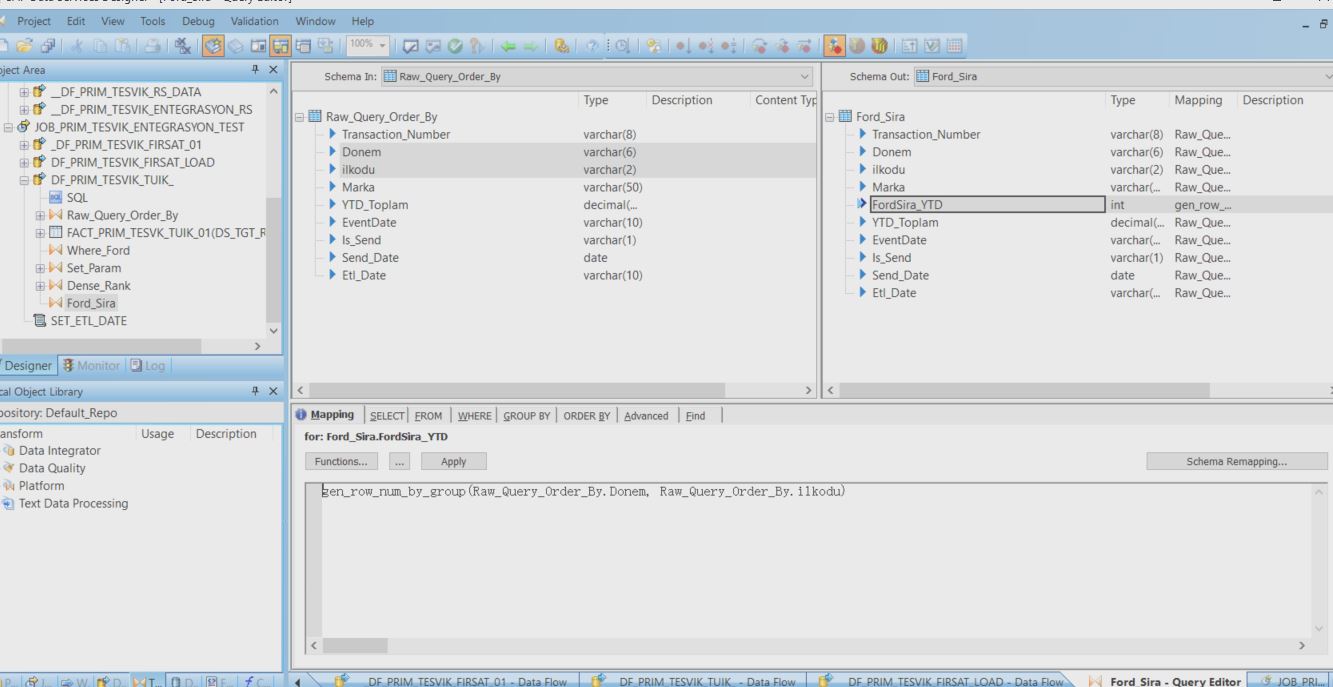 Project Edit View Tools Debug Validation Window Help
100%
ject Area
__DF_PRIM_TESVIK_RS_DATA
__DF_PRIM_TESVIK_ENTEGRASYON_RS
JOB_PRIM_TESVIK_ENTEGRASYON_TEST
_DF_PRIM_TESVIK_FIRSAT_01
DF_PRIM_TESVIK_FIRSAT_LOAD
DF_PRIM_TESVIK_TUIK_
SQL
Raw_Query_Order_By
FACT_PRIM_TESVK_TUIK_01(DS_TGT_R
Where_Ford
Set_Param
Dense_Rank
Ford_Sira
SET_ETL_DATE
Designer Monitor Log
cal Object Library
pository: Default_Repo
ansform Usage Description
Data Integrator
Data Quality
Platform
Text Data Processing
Schema In: Raw_Query_Order_By
Type Description Content Typ
Raw_Query_Order_By
Transaction_Number varchar(8)
Donem varchar(6)
ilkodu varchar(2)
Marka varchar(50)
YTD_Toplam decimal(...
EventDate varchar(10)
Is_Send varchar(1)
Send_Date date
Etl_Date varchar(10)
Schema Out: Ford_Sira
Type Mapping Description
Ford_Sira
Transaction_Number varchar(8) Raw_Que...
Donem varchar(6) Raw_Que...
ilkodu varchar(2) Raw_Que...
Marka varchar(... Raw_Que...
FordSira_YTD int gen_row_...
YTD_Toplam decimal(... Raw_Que...
EventDate varchar(... Raw_Que...
Is_Send varchar(1) Raw_Que...
Send_Date date Raw_Que...
Etl_Date varchar(... Raw_Que...
Mapping SELECT FROM WHERE GROUP BY ORDER BY Advanced Find
for: Ford_Sira.FordSira_YTD
Functions... ... Apply Schema Remapping...
gen_row_num_by_group(Raw_Query_Order_By.Donem, Raw_Query_Order_By.ilkodu)
DF_PRIM_TESVIK_FIRSAT_01 - Data Flow DF_PRIM_TESVIK_TUIK_ - Data Flow DF_PRIM_TESVIK_FIRSAT_LOAD - Data Flow Ford_Sira - Query Editor JOB_PRI...